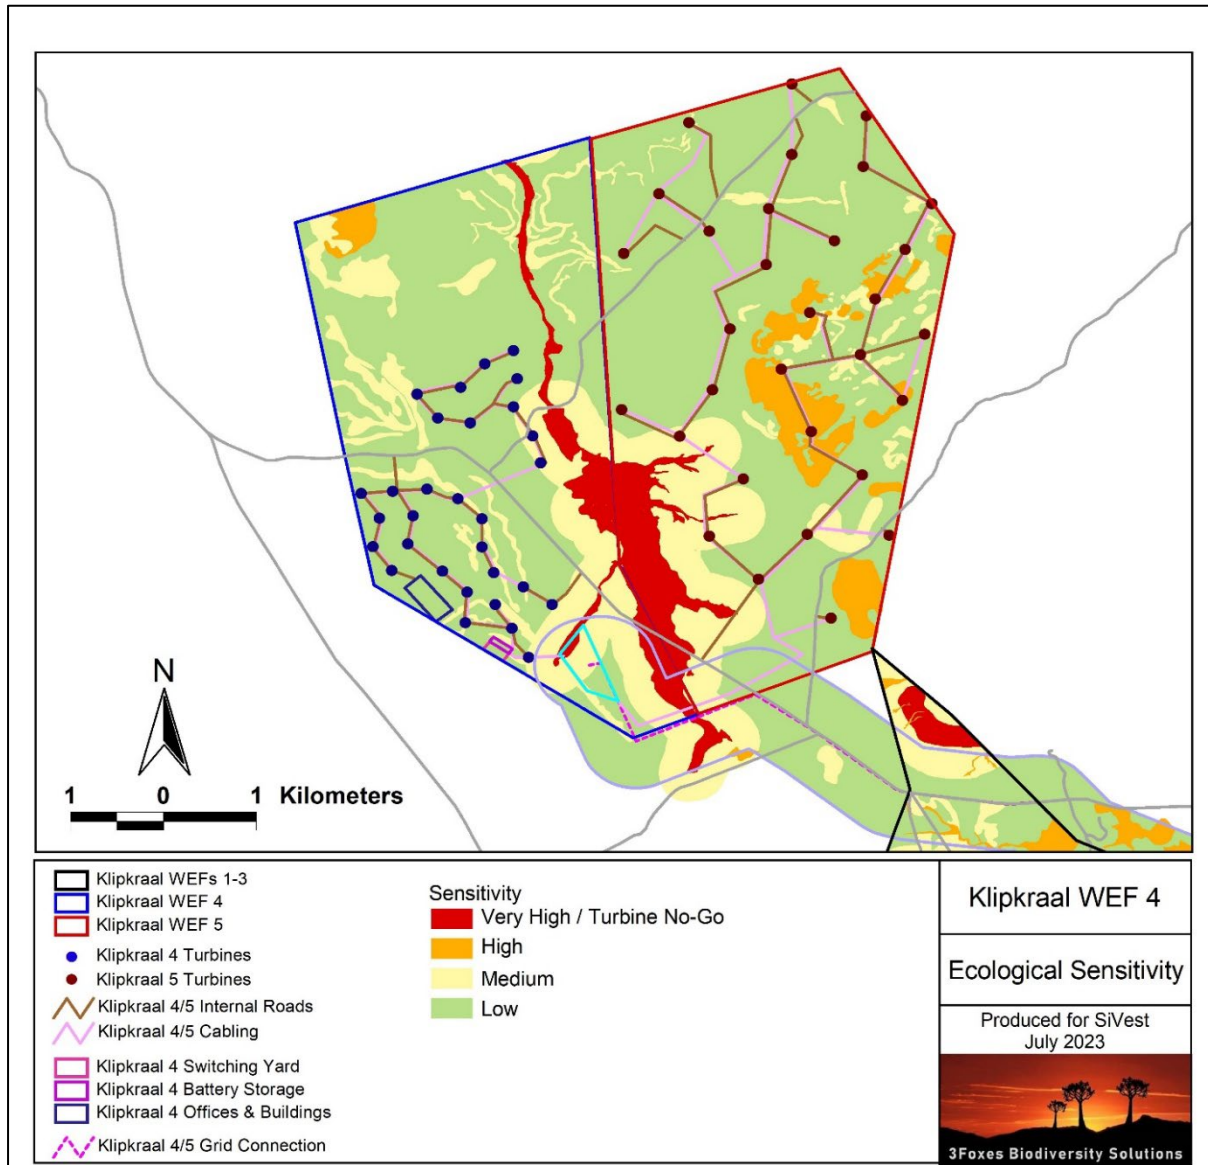 N
1 0 1 Kilometers
Klipkraal WEFs 1-3
Klipkraal WEF 4
Klipkraal WEF 5
Klipkraal 4 Turbines
Klipkraal 5 Turbines
Klipkraal 4/5 Internal Roads
Klipkraal 4/5 Cabling
Klipkraal 4 Switching Yard
Klipkraal 4 Battery Storage
Klipkraal 4 Offices & Buildings
Klipkraal 4/5 Grid Connection
Sensitivity
Very High / Turbine No-Go
High
Medium
Low
Klipkraal WEF 4
Ecological Sensitivity
Produced for SiVest
July 2023
3Foxes Biodiversity Solutions